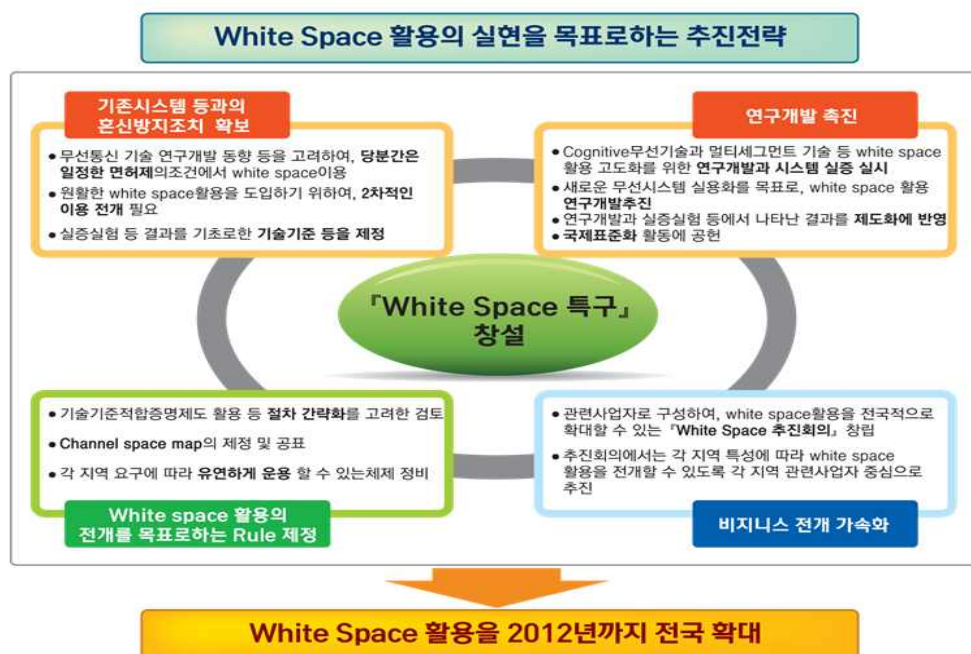 White Space 활용의 실현을 목표로하는 추진전략
기존시스템 등과의
혼신방지조치 확보
• 무선통신 기술 연구개발 동향 등을 고려하여, 당분간은
일정한 면허제의조건에서 white space이용
• 원활한 white space활용을 도입하기 위하여, 2차적인
이용 전개 필요
• 실증실험 등 결과를 기초로한 기술기준 등을 제정
연구개발 촉진
• Cognitive무선기술과 멀티세그먼트 기술 등 white space
활용 고도화를 위한 연구개발과 시스템 실증 실시
• 새로운 무선시스템 실용화를 목표로, white space 활용
연구개발추진
• 연구개발과 실증실험 등에서 나타난 결과를 제도화에 반영
• 국제표준화 활동에 공헌
『White Space 특구』
창설
• 기술기준적합증명제도 활용 등 절차 간략화를 고려한 검토
• Channel space map의 제정 및 공표
• 각 지역 요구에 따라 유연하게 운용 할 수 있는체제 정비
White space 활용의
전개를 목표로하는 Rule 제정
• 관련사업자로 구성하여, white space활용을 전국적으로
확대할 수 있는 『White Space 추진회의』 창립
• 추진회의에서는 각 지역 특성에 따라 white space
활용을 전개할 수 있도록 각 지역 관련사업자 중심으로
추진
비지니스 전개 가속화
White Space 활용을 2012년까지 전국 확대